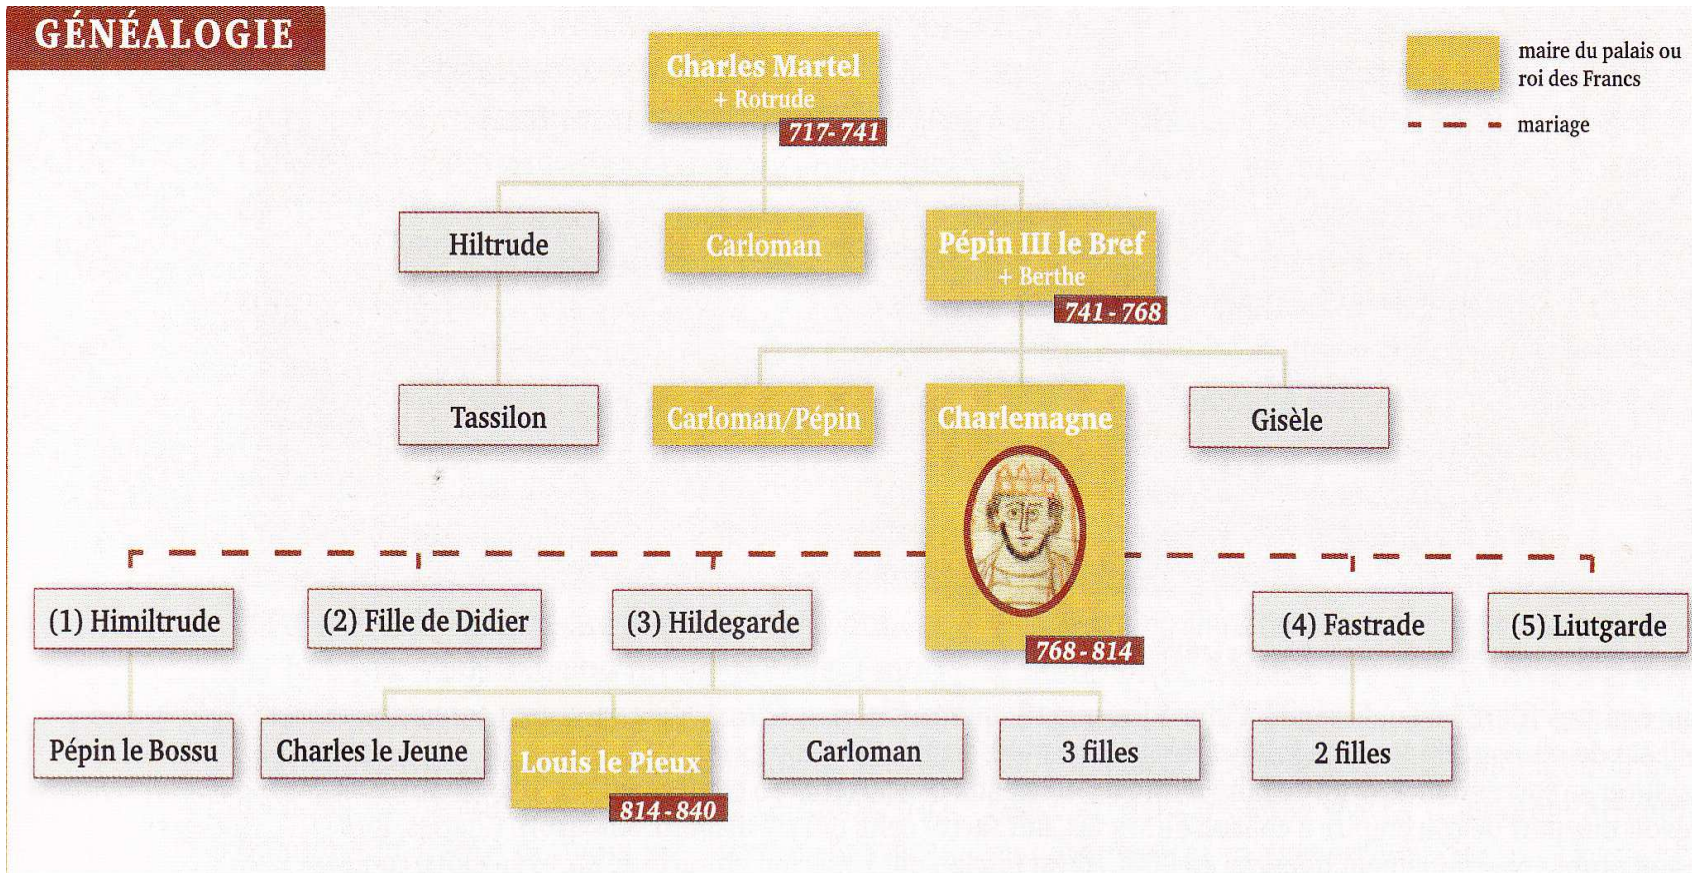 GÉNÉALOGIE
maire du palais ou
roi des Francs
mariage
Charles Martel
+ Rotrude
717-741
Hiltrude
Carloman
Pépin III le Bref
+ Berthe
741-768
Tassilon
Carloman/Pépin
Charlemagne
Gisèle
768-814
(1) Himiltrude
(2) Fille de Didier
(3) Hildegarde
(4) Fastrade
(5) Liutgarde
Pépin le Bossu
Charles le Jeune
Louis le Pieux
814-840
Carloman
3 filles
2 filles